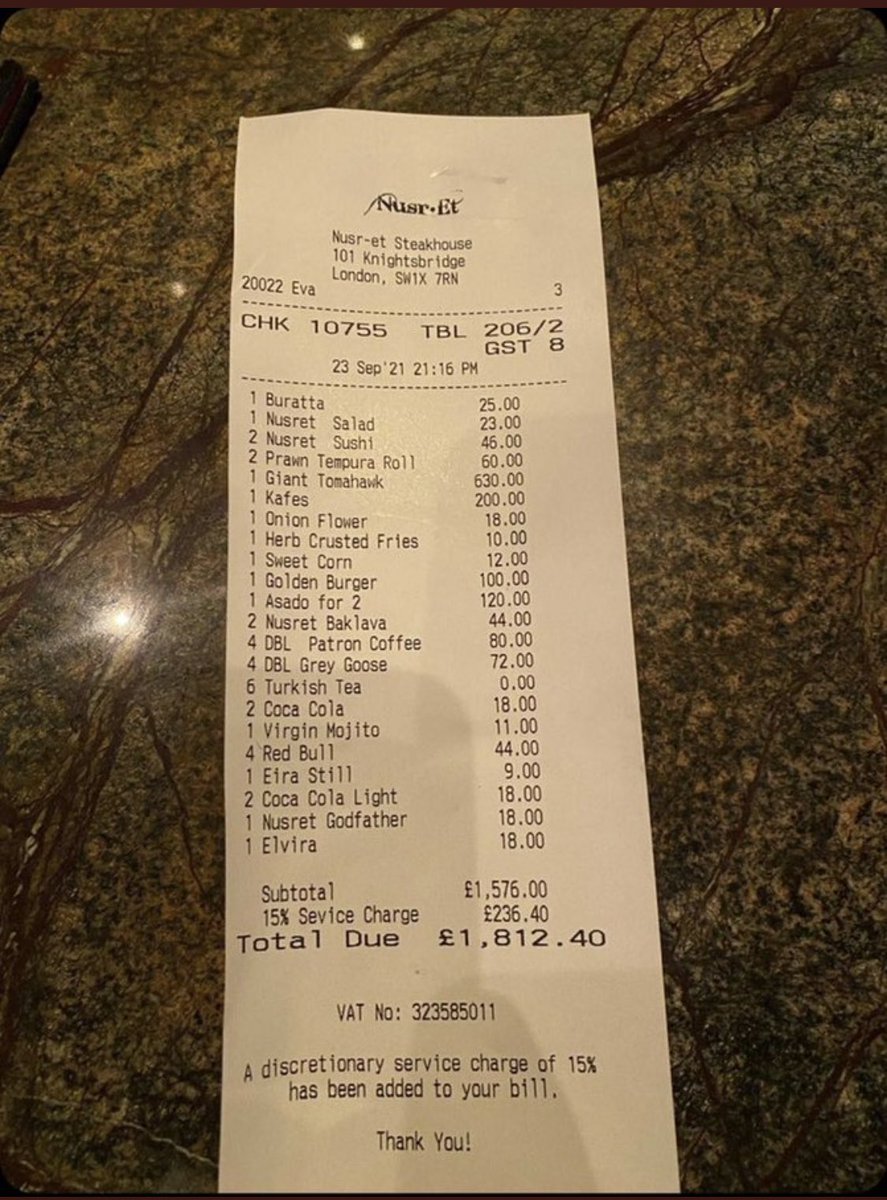 Nusr·Et
Nusr-et Steakhouse
101 Knightsbridge
London, SW1X 7RN
20022 Eva 3
CHK 10755 TBL 206/2
GST 8
23 Sep'21 21:16 PM
1 Buratta 25.00
1 Nusret Salad 23.00
2 Nusret Sushi 46.00
2 Prawn Tempura Roll 60.00
1 Giant Tomahawk 630.00
1 Kafes 200.00
1 Onion Flower 18.00
1 Herb Crusted Fries 10.00
1 Sweet Corn 12.00
1 Golden Burger 100.00
1 Asado for 2 120.00
2 Nusret Baklava 44.00
4 DBL Patron Coffee 80.00
4 DBL Grey Goose 72.00
6 Turkish Tea 0.00
2 Coca Cola 18.00
1 Virgin Mojito 11.00
4 Red Bull 44.00
1 Eira Still 9.00
2 Coca Cola Light 18.00
1 Nusret Godfather 18.00
1 Elvira 18.00
Subtotal £1,576.00
15% Sevice Charge £236.40
Total Due £1,812.40
VAT No: 323585011
A discretionary service charge of 15%
has been added to your bill.
Thank You!